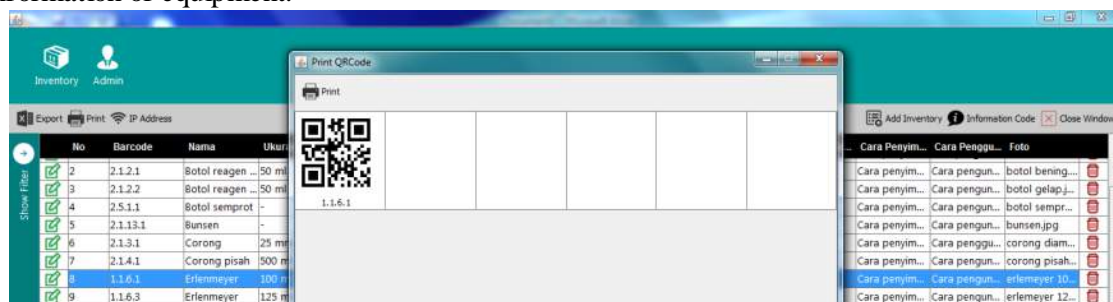 formation of equipment.
Print QRCode
Inventory Admin
Print
Export Print IP Address
Add Inventory Information Code Close Window
No Barcode Nama Ukur
Cara Penyim... Cara Penggu... Foto
Show Filter
2 2.1.2.1 Botol reagen ... 50 ml Cara penyim... Cara pengun... botol bening....
3 2.1.2.2 Botol reagen ... 50 ml Cara penyim... Cara pengun... botol gelap.j...
4 2.5.1.1 Botol semprot - Cara penyim... Cara pengun... botol sempr...
5 2.1.13.1 Bunsen - Cara penyim... Cara pengun... bunsen.jpg
6 2.1.3.1 Corong 25 mm Cara penyim... Cara penggu... corong diam...
7 2.1.4.1 Corong pisah 500 m Cara penyim... Cara pengun... corong pisah...
8 1.1.6.1 Erlenmeyer 100 m Cara penyim... Cara pengun... erlemeyer 10...
9 1.1.6.3 Erlenmeyer 125 m Cara penyim... Cara pengun... erlemeyer 12...
1.1.6.1